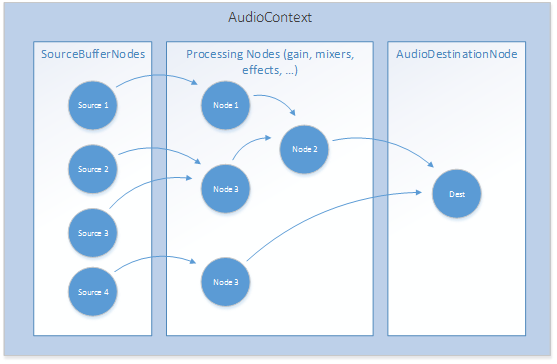 AudioContext
SourceBufferNodes
Processing Nodes (gain, mixers,
effects, ...)
AudioDestinationNode
Source 1
Node 1
Source 2
Node 2
Node 3
Dest
Source 3
Source 4
Node 3